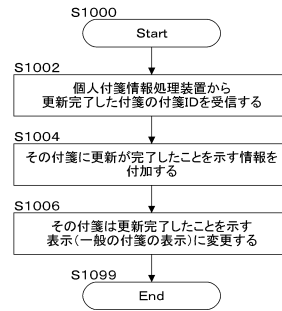 S1000
Start
S1002
個人付箋情報処理装置から
更新完了した付箋の付箋IDを受信する
S1004
その付箋に更新が完了したことを示す情報を
付加する
S1006
その付箋は更新完了したことを示す
表示(一般の付箋の表示)に変更する
S1099
End